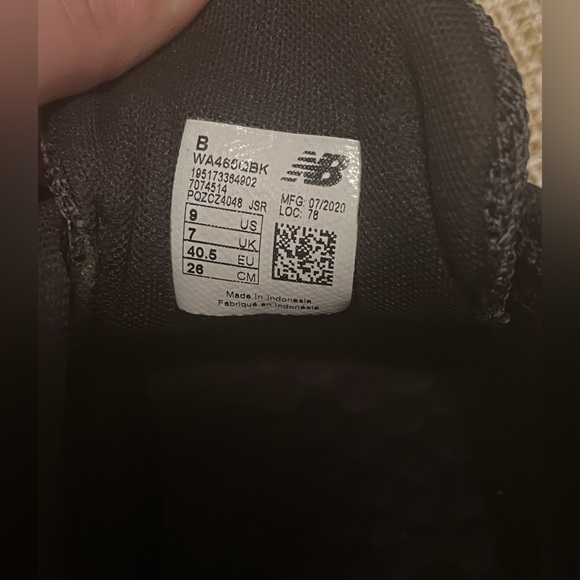 B
WA460QBK
195173364902
7074514
PQZCZ4048 JSR
MFG: 07/2020
LOC: 78
9 US
7 UK
40.5 EU
26 CM
Made in Indonesia
Fabriqué en Indonésie